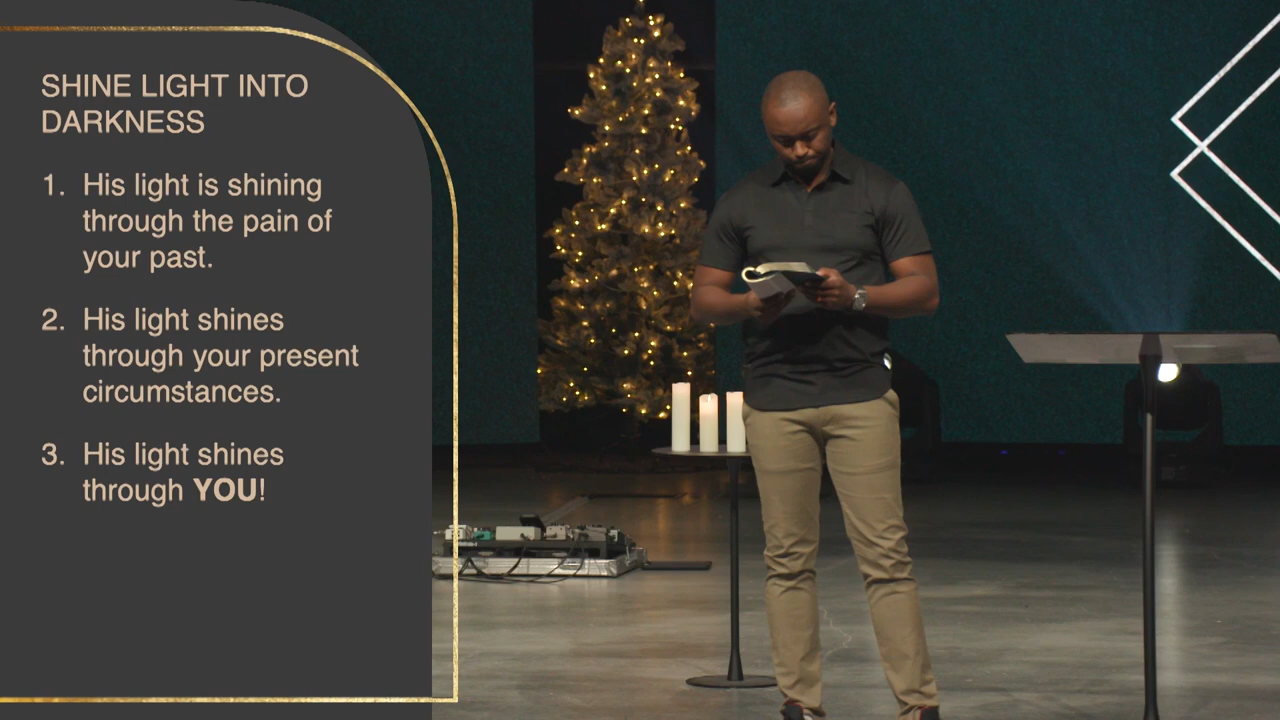 SHINE LIGHT INTO
DARKNESS
1. His light is shining
through the pain of
your past.
2. His light shines
through your present
circumstances.
3. His light shines
through YOU!